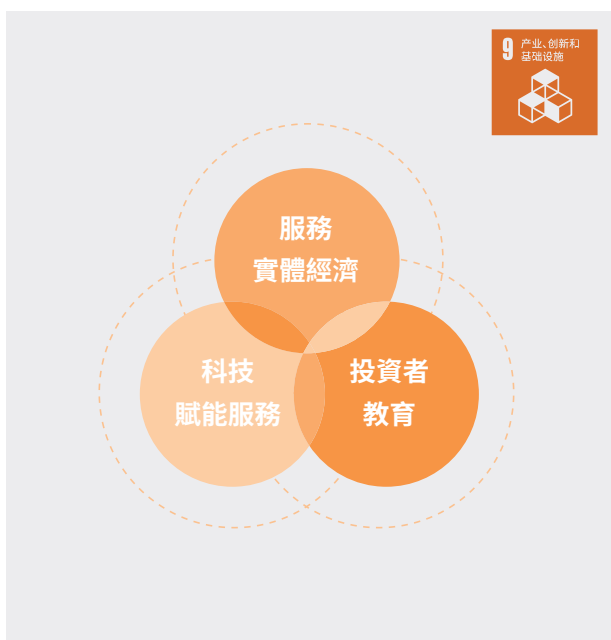 9 产业、创新和
基础设施
服務
實體經濟
科技
賦能服務
投資者
教育